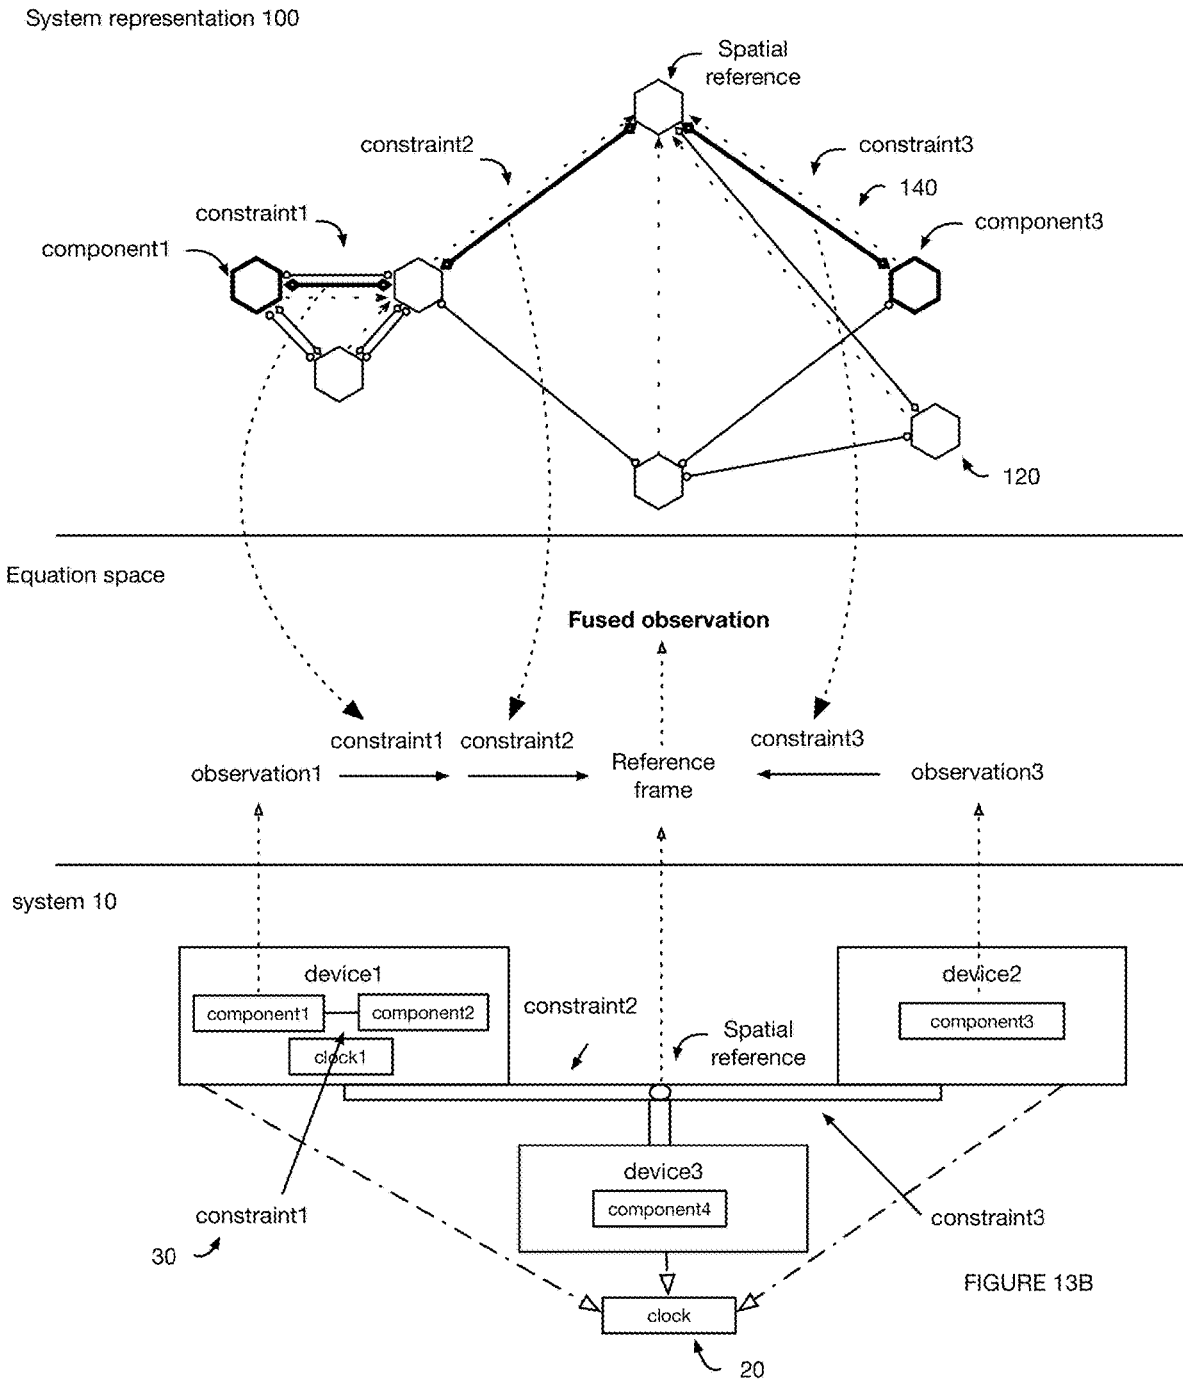 System representation 100
Spatial
reference
constraint2
constraint3
140
constraint1
component3
component1
120
Equation space
Fused observation
constraint1 constraint2
constraint3
observation1
Reference
frame
observation3
system 10
device1
device2
component1
component2
constraint2
component3
Spatial
reference
clock1
device3
component4
constraint1
constraint3
30
FIGURE 13B
clock
20